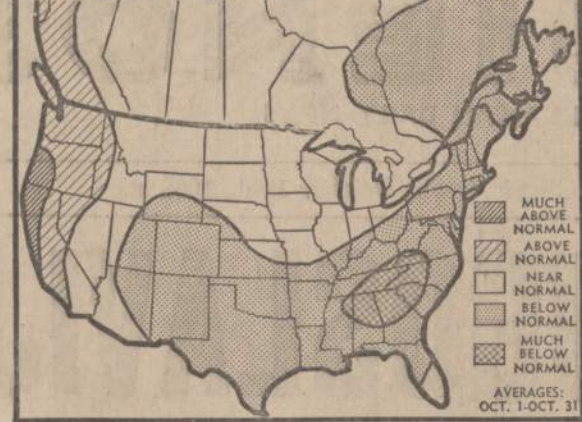 MUCH
ABOVE
NORMAL
ABOVE
NORMAL
NEAR
NORMAL
BELOW
NORMAL
MUCH
BELOW
NORMAL
AVERAGES:
OCT. 1-OCT. 31